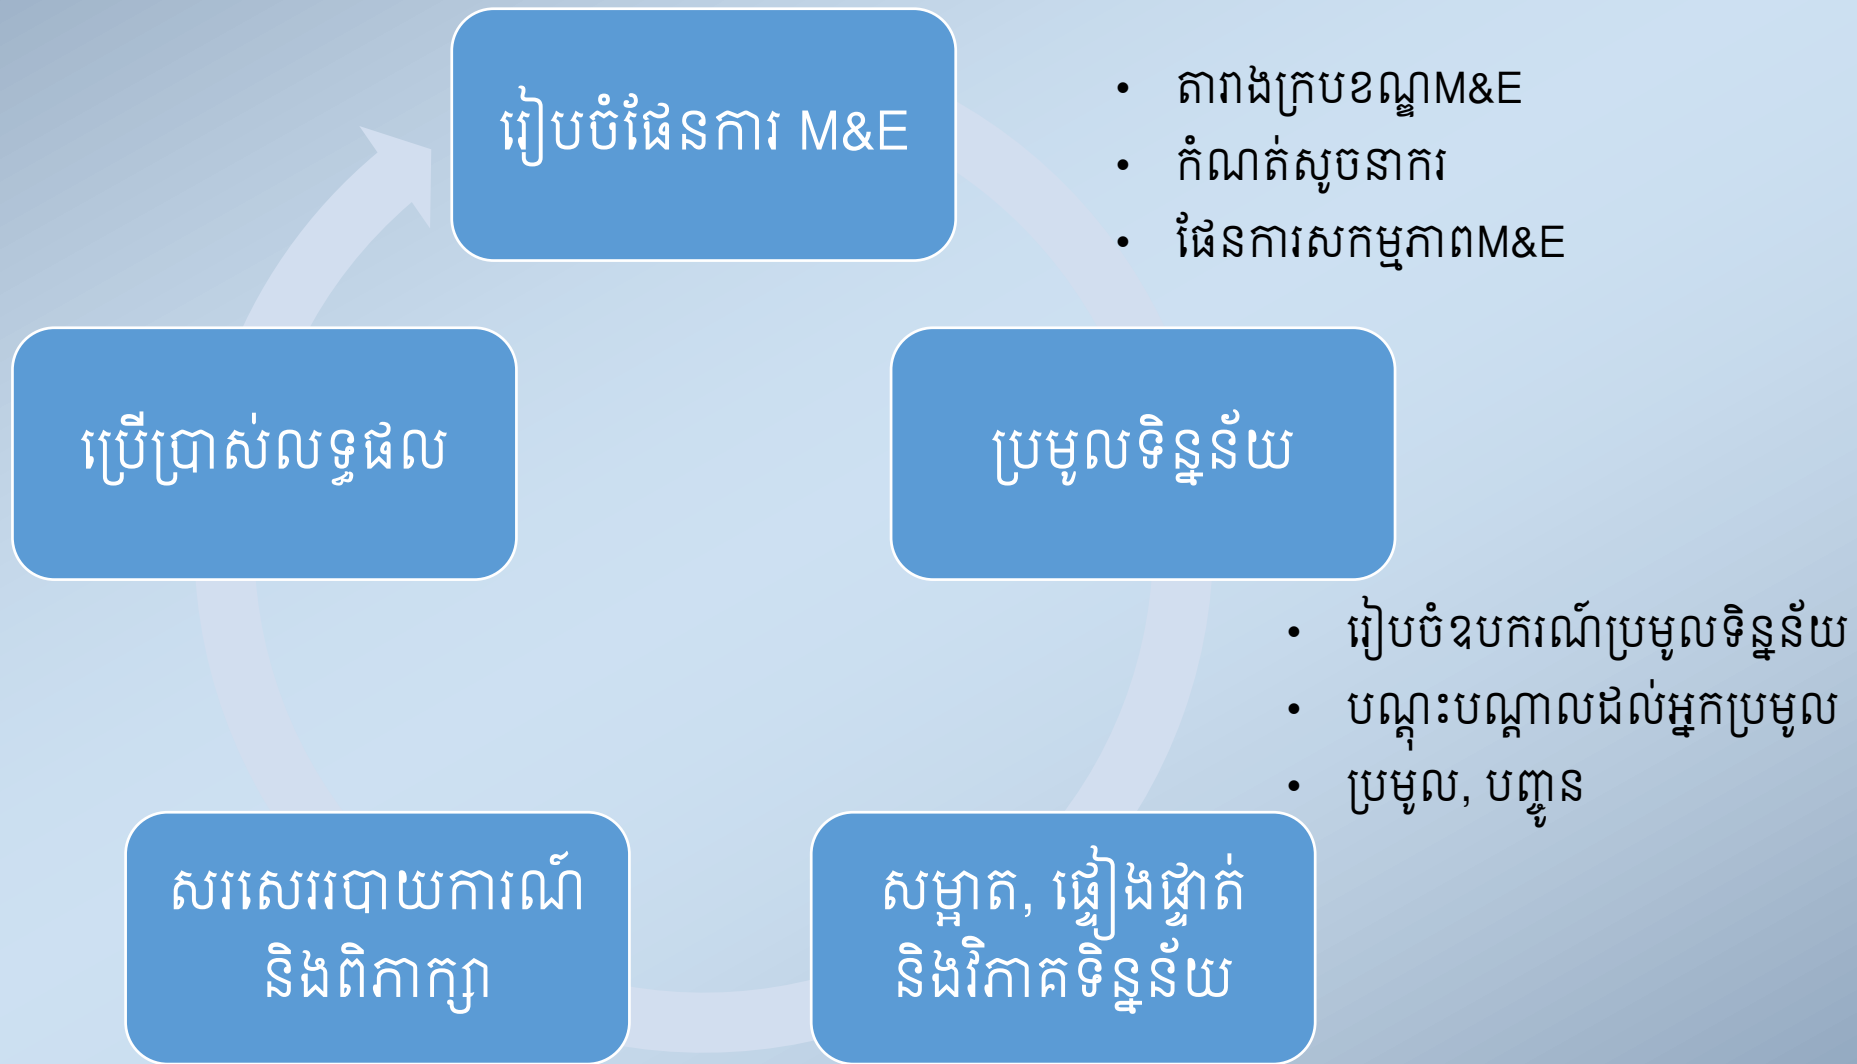 រៀបចំផែនការ M&E
• តារាងក្របខណ្ឌM&E
• កំណត់សូចនាករ
• ផែនការសកម្មភាពM&E
ប្រមូលទិន្នន័យ
• រៀបចំឧបករណ៍ប្រមូលទិន្នន័យ
• បណ្តុះបណ្តាលដល់អ្នកប្រមូល
• ប្រមូល, បញ្ចូន
សម្អាត, ផ្ទៀងផ្ទាត់
និងវិភាគទិន្នន័យ
សរសេររបាយការណ៍
និងពិភាក្សា
ប្រើប្រាស់លទ្ធផល